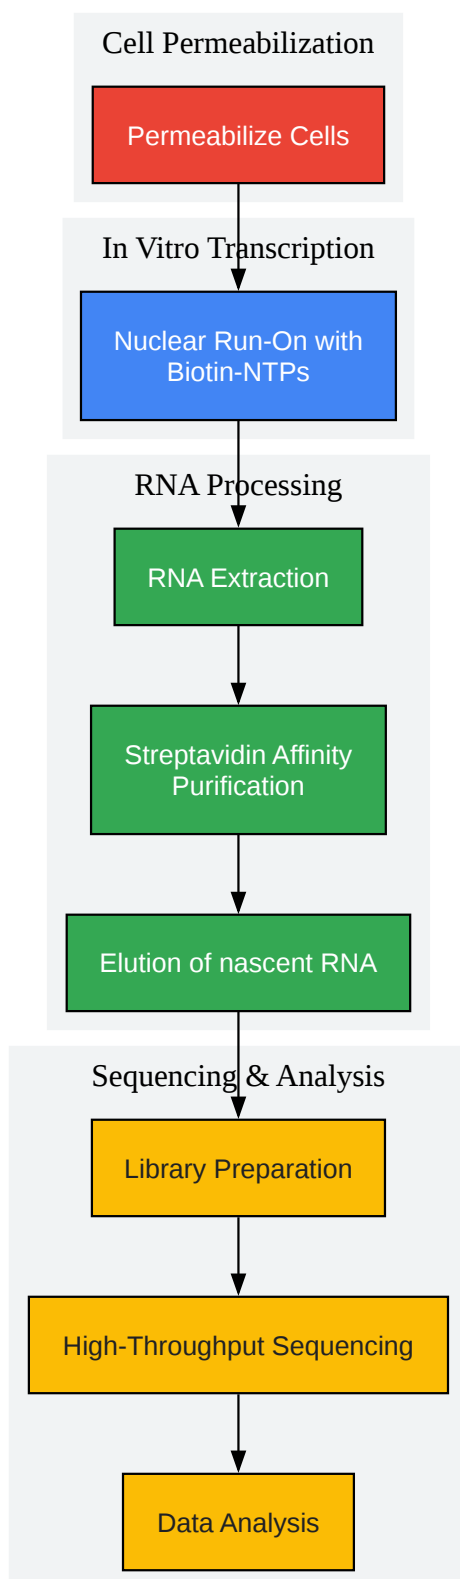 Cell Permeabilization
Permeabilize Cells
In Vitro Transcription
Nuclear Run-On with
Biotin-NTPs
RNA Processing
RNA Extraction
Streptavidin Affinity
Purification
Elution of nascent RNA
Sequencing & Analysis
Library Preparation
High-Throughput Sequencing
Data Analysis